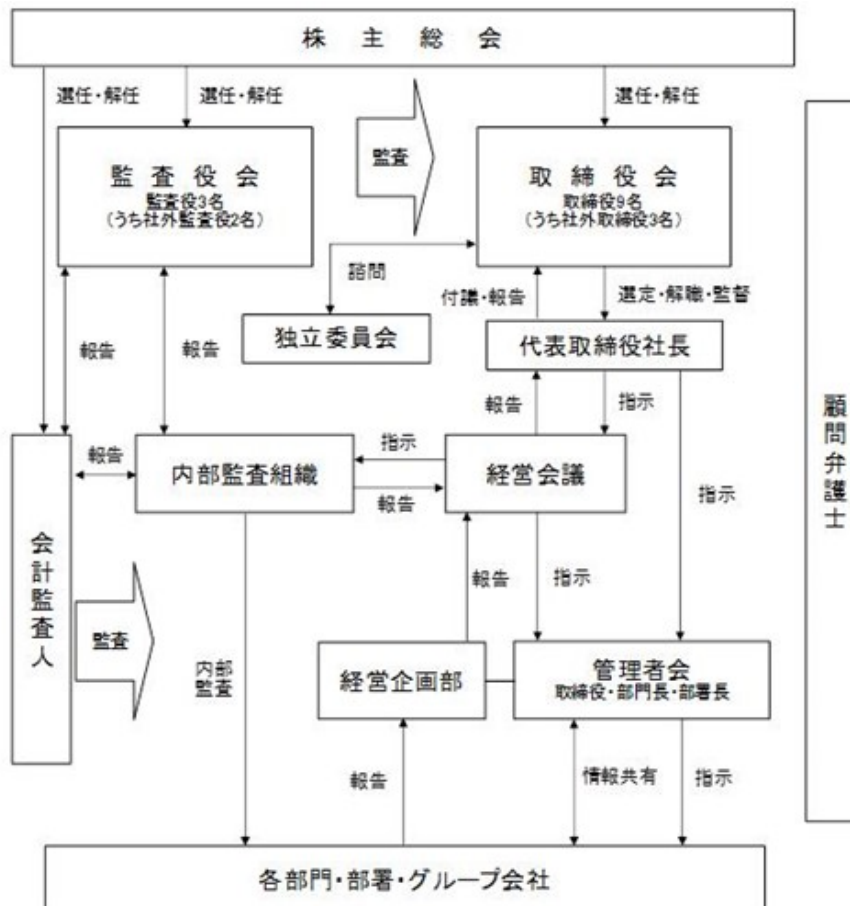 株主総会
選任・解任
選任・解任
選任・解任
監査役会
監査役3名
(うち社外監査役2名)
監査
取締役会
取締役9名
(うち社外取締役3名)
諮問
付議・報告
選定・解職・監督
独立委員会
代表取締役社長
報告
報告
報告
指示
報告
内部監査組織
指示
報告
経営会議
指示
顧問弁護士
会計監査人
監査
内部
監査
報告
指示
経営企画部
管理者会
取締役・部門長・部署長
報告
情報共有
指示
各部門・部署・グループ会社